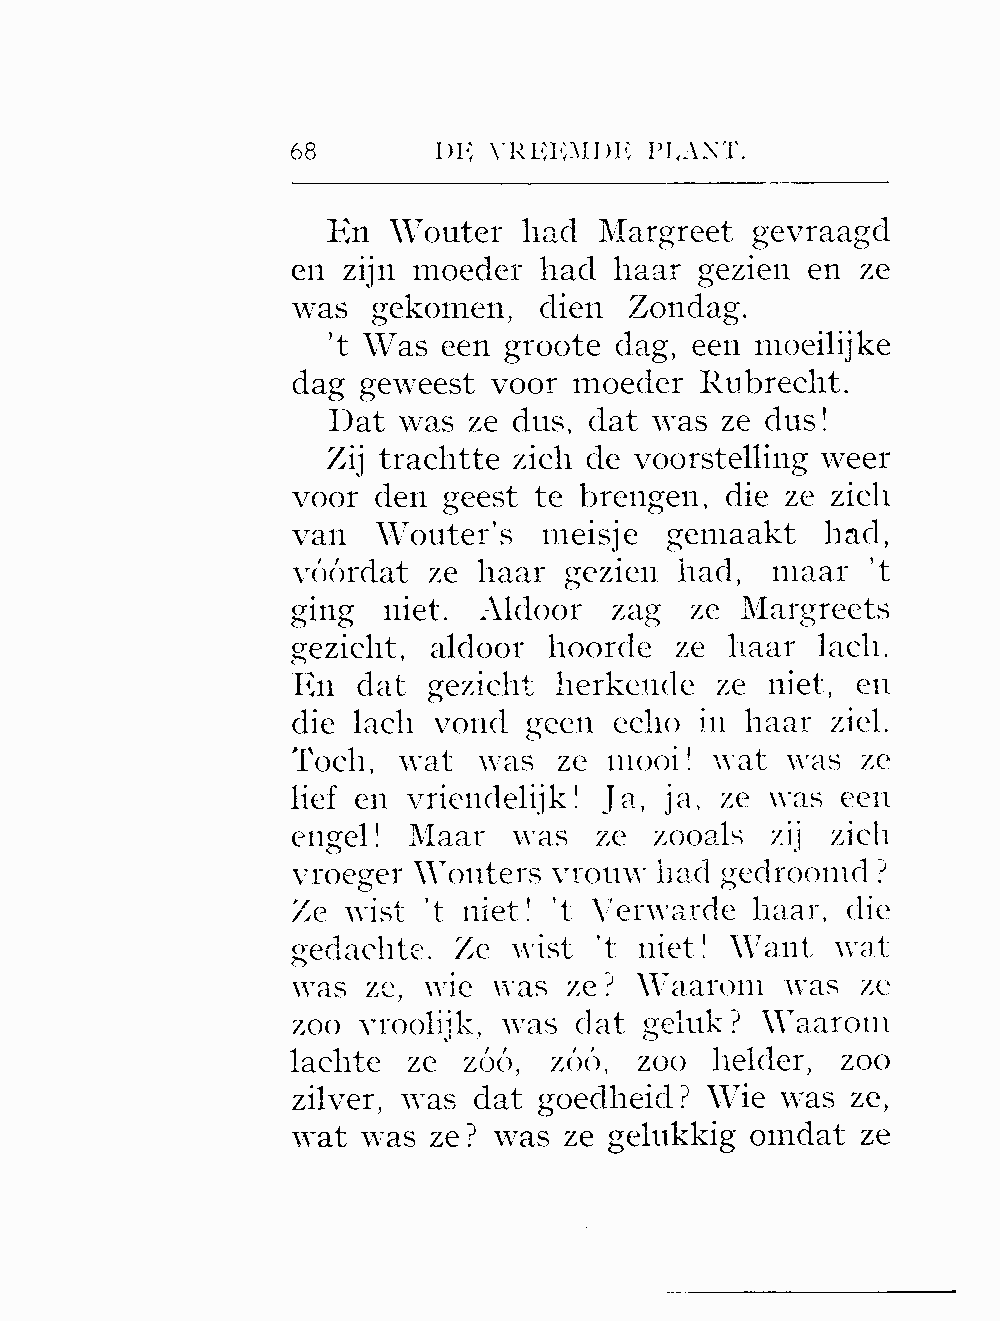 68 DE VREEMDE PLANT.
En Wouter had Margreet gevraagd
en zijn moeder had haar gezien en ze
was gekomen, dien Zondag.
't Was een groote dag, een moeilijke
dag geweest voor moeder Rubrecht.
Dat was ze dus, dat was ze dus!
Zij trachtte zich de voorstelling weer
voor den geest te brengen, die ze zich
van Wouter's meisje gemaakt had,
vóórdat ze haar gezien had, maar 't
ging niet. Aldoor zag ze Margreets
gezicht, aldoor hoorde ze haar lach.
En dat gezicht herkende ze niet, en
die lach vond geen echo in haar ziel.
Toch, wat was ze mooi! wat was ze
lief en vriendelijk! Ja, ja, ze was een
engel! Maar was ze zooals zij zich
vroeger Wouters vrouw had gedroomd?
Ze wist 't niet! 't Verwarde haar, die
gedachte. Ze wist 't niet! Want wat
was ze, wie was ze? Waarom was ze
zoo vroolijk, was dat geluk? Waarom
lachte ze zóó, zóó, zoo helder, zoo
zilver, was dat goedheid? Wie was ze,
wat was ze? was ze gelukkig omdat ze